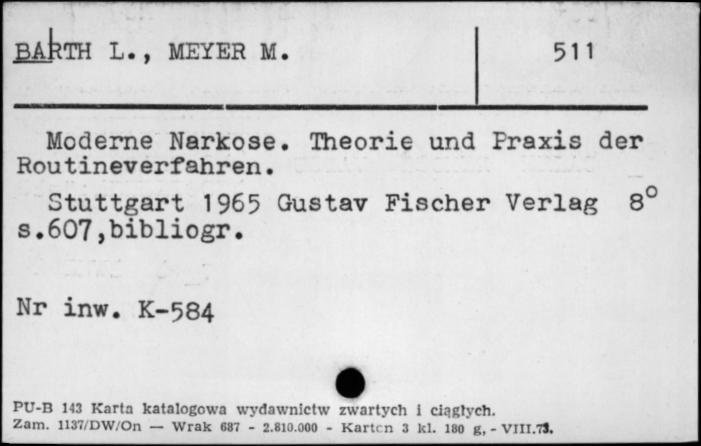 BARTH L., MEYER M.
511
Moderne Narkose. Theorie und Praxis der
Routineverfahren.
Stuttgart 1965 Gustav Fischer Verlag 8°
s.607,bibliogr.
Nr inw. K-584
PU-B 143 Karta katalogowa wydawnictw zwartych i ciągłych.
Zam. 1137/DW/On — Wrak 687 - 2.810.000 - Karton 3 kl. 180 g, - VIII.73.